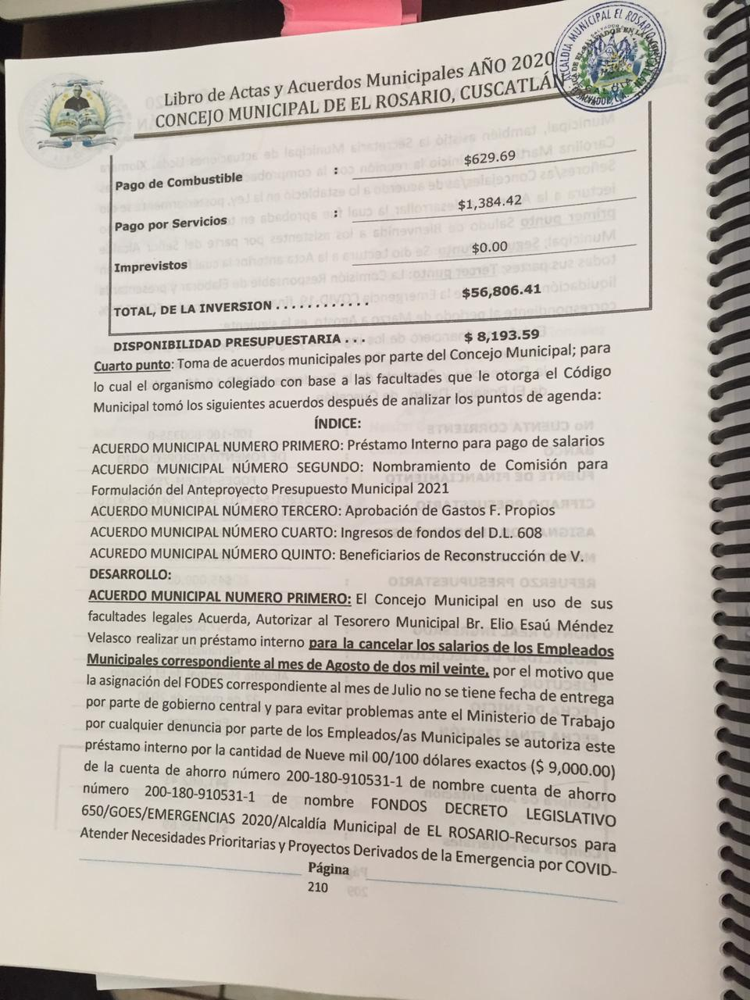 Libro de Actas y Acuerdos Municipales AÑO 2020
CONCEJO MUNICIPAL DE EL ROSARIO, CUSCATLÁN
ALCALDIA MUNICIPAL EL ROSARIO
Pago de Combustible : $629.69
Pago por Servicios : $1,384.42
Imprevistos $0.00
TOTAL, DE LA INVERSION . . . . . . . . . . . . $56,806.41
DISPONIBILIDAD PRESUPUESTARIA . . . $ 8,193.59
Cuarto punto: Toma de acuerdos municipales por parte del Concejo Municipal; para
lo cual el organismo colegiado con base a las facultades que le otorga el Código
Municipal tomó los siguientes acuerdos después de analizar los puntos de agenda:
ÍNDICE:
ACUERDO MUNICIPAL NUMERO PRIMERO: Préstamo Interno para pago de salarios
ACUERDO MUNICIPAL NÚMERO SEGUNDO: Nombramiento de Comisión para
Formulación del Anteproyecto Presupuesto Municipal 2021
ACUERDO MUNICIPAL NÚMERO TERCERO: Aprobación de Gastos F. Propios
ACUERDO MUNICIPAL NÚMERO CUARTO: Ingresos de fondos del D.L. 608
ACUREDO MUNICIPAL NÚMERO QUINTO: Beneficiarios de Reconstrucción de V.
DESARROLLO:
ACUERDO MUNICIPAL NUMERO PRIMERO: El Concejo Municipal en uso de sus
facultades legales Acuerda, Autorizar al Tesorero Municipal Br. Elio Esaú Méndez
Velasco realizar un préstamo interno para la cancelar los salarios de los Empleados
Municipales correspondiente al mes de Agosto de dos mil veinte, por el motivo que
la asignación del FODES correspondiente al mes de Julio no se tiene fecha de entrega
por parte de gobierno central y para evitar problemas ante el Ministerio de Trabajo
por cualquier denuncia por parte de los Empleados/as Municipales se autoriza este
préstamo interno por la cantidad de Nueve mil 00/100 dólares exactos ($ 9,000.00)
de la cuenta de ahorro número 200-180-910531-1 de nombre cuenta de ahorro
número 200-180-910531-1 de nombre FONDOS DECRETO LEGISLATIVO
650/GOES/EMERGENCIAS 2020/Alcaldía Municipal de EL ROSARIO-Recursos para
Atender Necesidades Prioritarias y Proyectos Derivados de la Emergencia por COVID-
Página
210